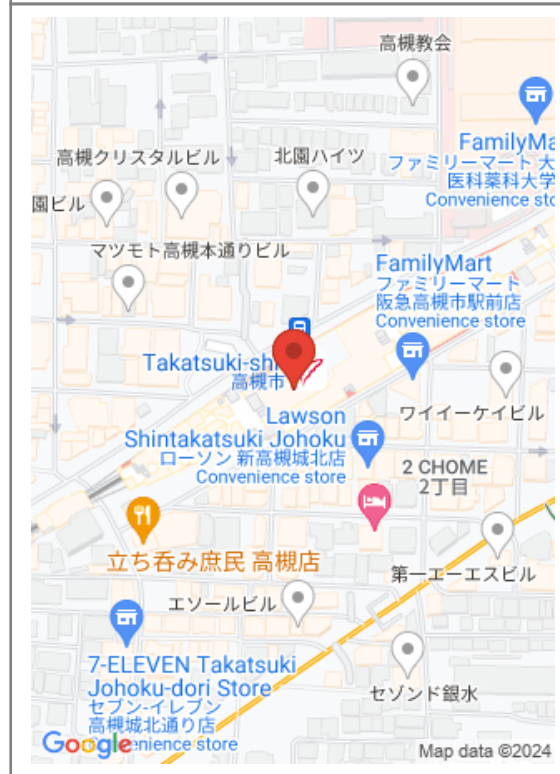 高槻教会
FamilyMa
ファミリーマート 大
医科薬科大学
Convenience sto
高槻クリスタルビル
北園ハイツ
園ビル
マツモト高槻本通りビル
FamilyMart
ファミリーマート
阪急高槻市駅前店
Convenience store
Takatsuki-shi
高槻市
Lawson
Shintakatsuki Johoku
ローソン 新高槻城北店
Convenience store
ワイイーケイビル
2 CHOME
2丁目
立ち呑み庶民 高槻店
第一エーエスビル
エソールビル
7-ELEVEN Takatsuki
Johoku-dori Store
セブン-イレブン
高槻城北通り店
enience store
セゾンド銀水
Google
Map data ©2024